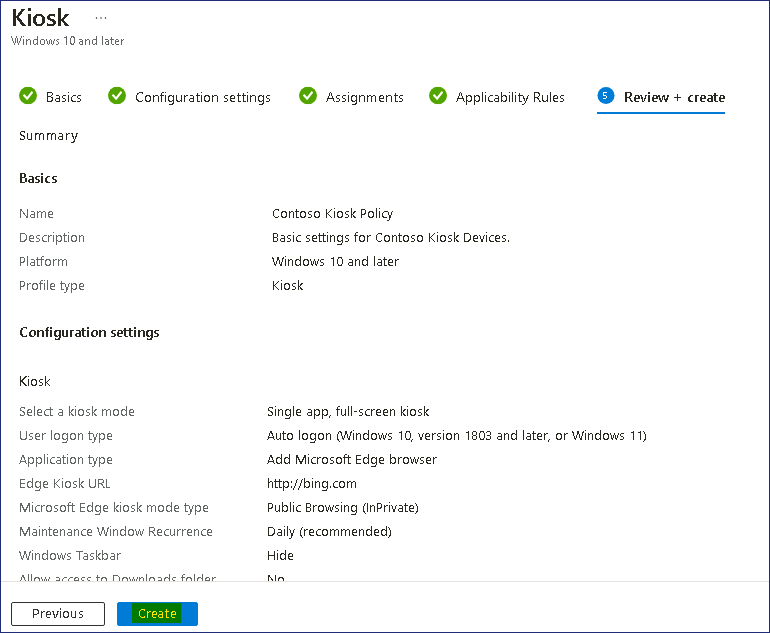 Kiosk ...
Windows 10 and later
Basics Configuration settings Assignments Applicability Rules 5 Review + create
Summary
Basics
Name Contoso Kiosk Policy
Description Basic settings for Contoso Kiosk Devices.
Platform Windows 10 and later
Profile type Kiosk
Configuration settings
Kiosk
Select a kiosk mode Single app, full-screen kiosk
User logon type Auto logon (Windows 10, version 1803 and later, or Windows 11)
Application type Add Microsoft Edge browser
Edge Kiosk URL http://bing.com
Microsoft Edge kiosk mode type Public Browsing (InPrivate)
Maintenance Window Recurrence Daily (recommended)
Windows Taskbar Hide
Allow access to Downloads folder No
Previous Create